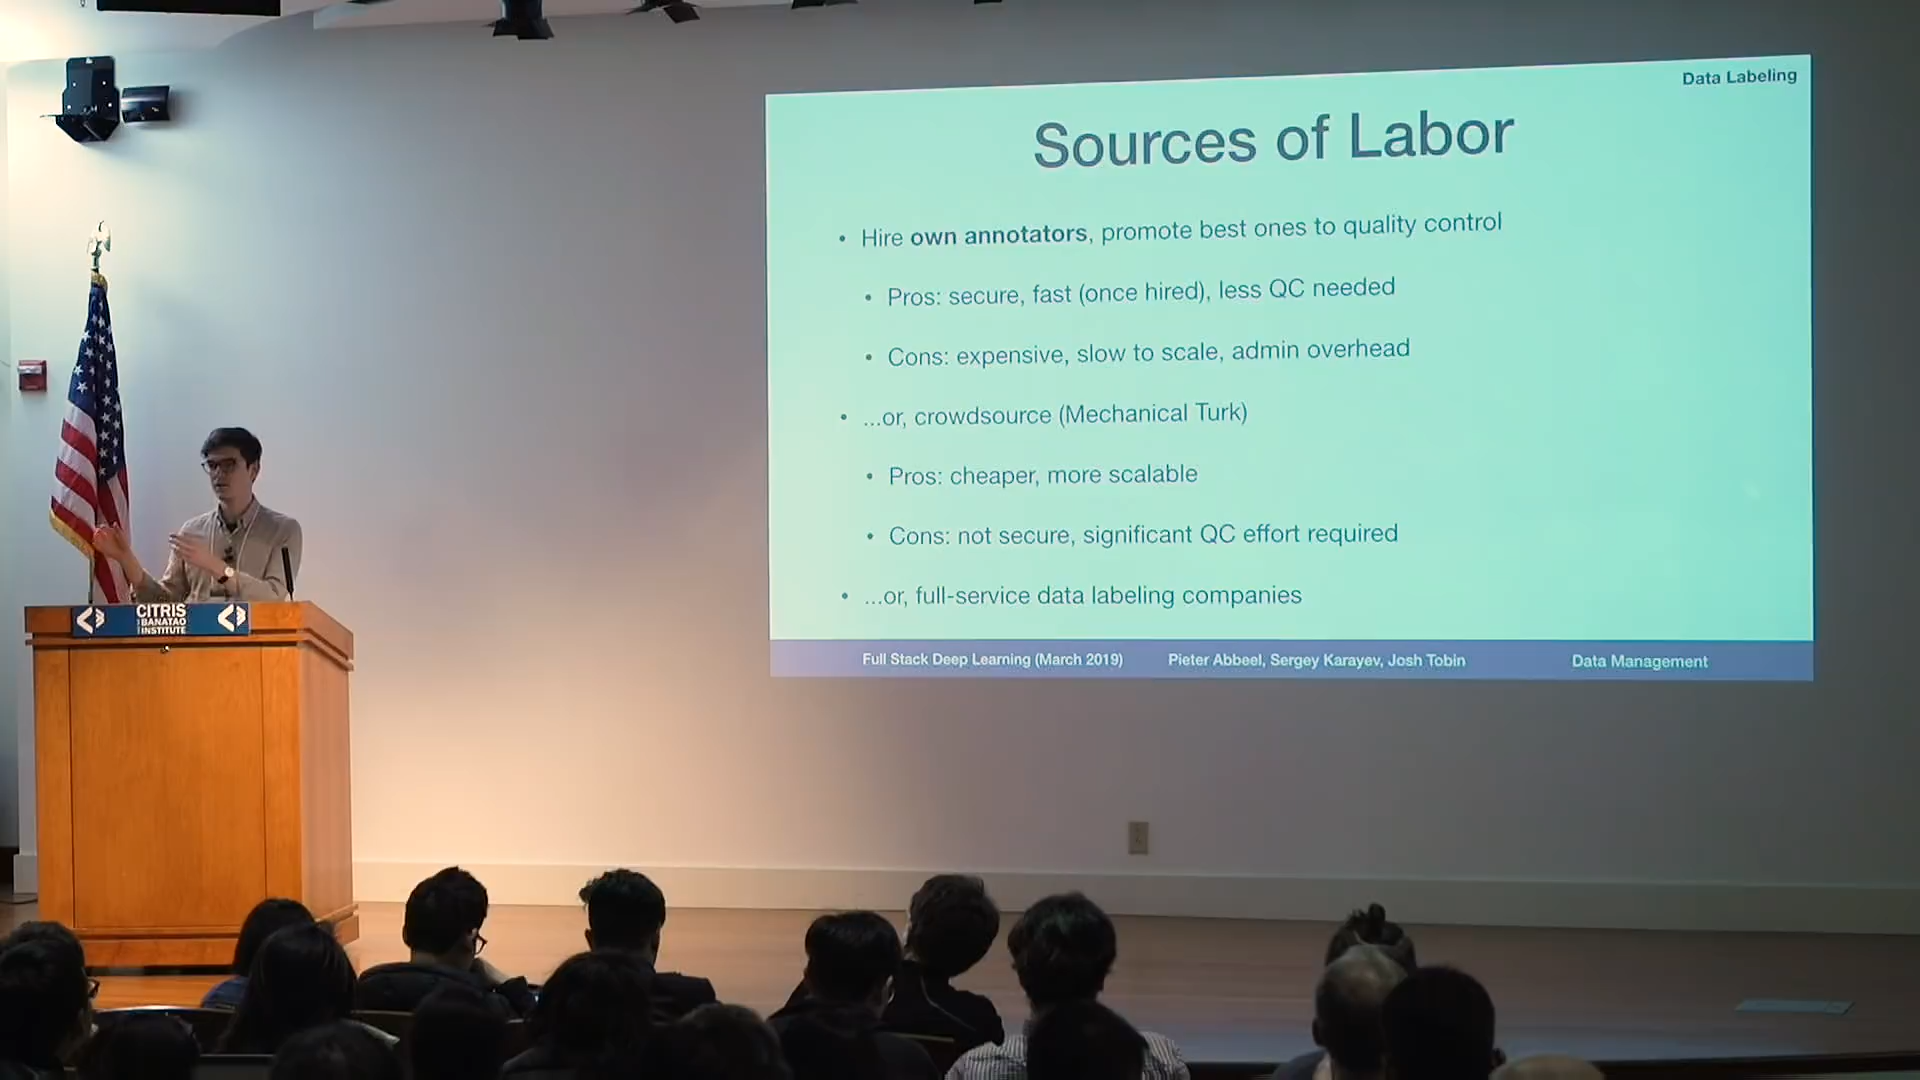 Data Labeling
Sources of Labor
• Hire own annotators, promote best ones to quality control
• Pros: secure, fast (once hired), less QC needed
• Cons: expensive, slow to scale, admin overhead
• ...or, crowdsource (Mechanical Turk)
• Pros: cheaper, more scalable
• Cons: not secure, significant QC effort required
• ...or, full-service data labeling companies
Full Stack Deep Learning (March 2019) Pieter Abbeel, Sergey Karayev, Josh Tobin Data Management
CITRIS
BANATAO
INSTITUTE